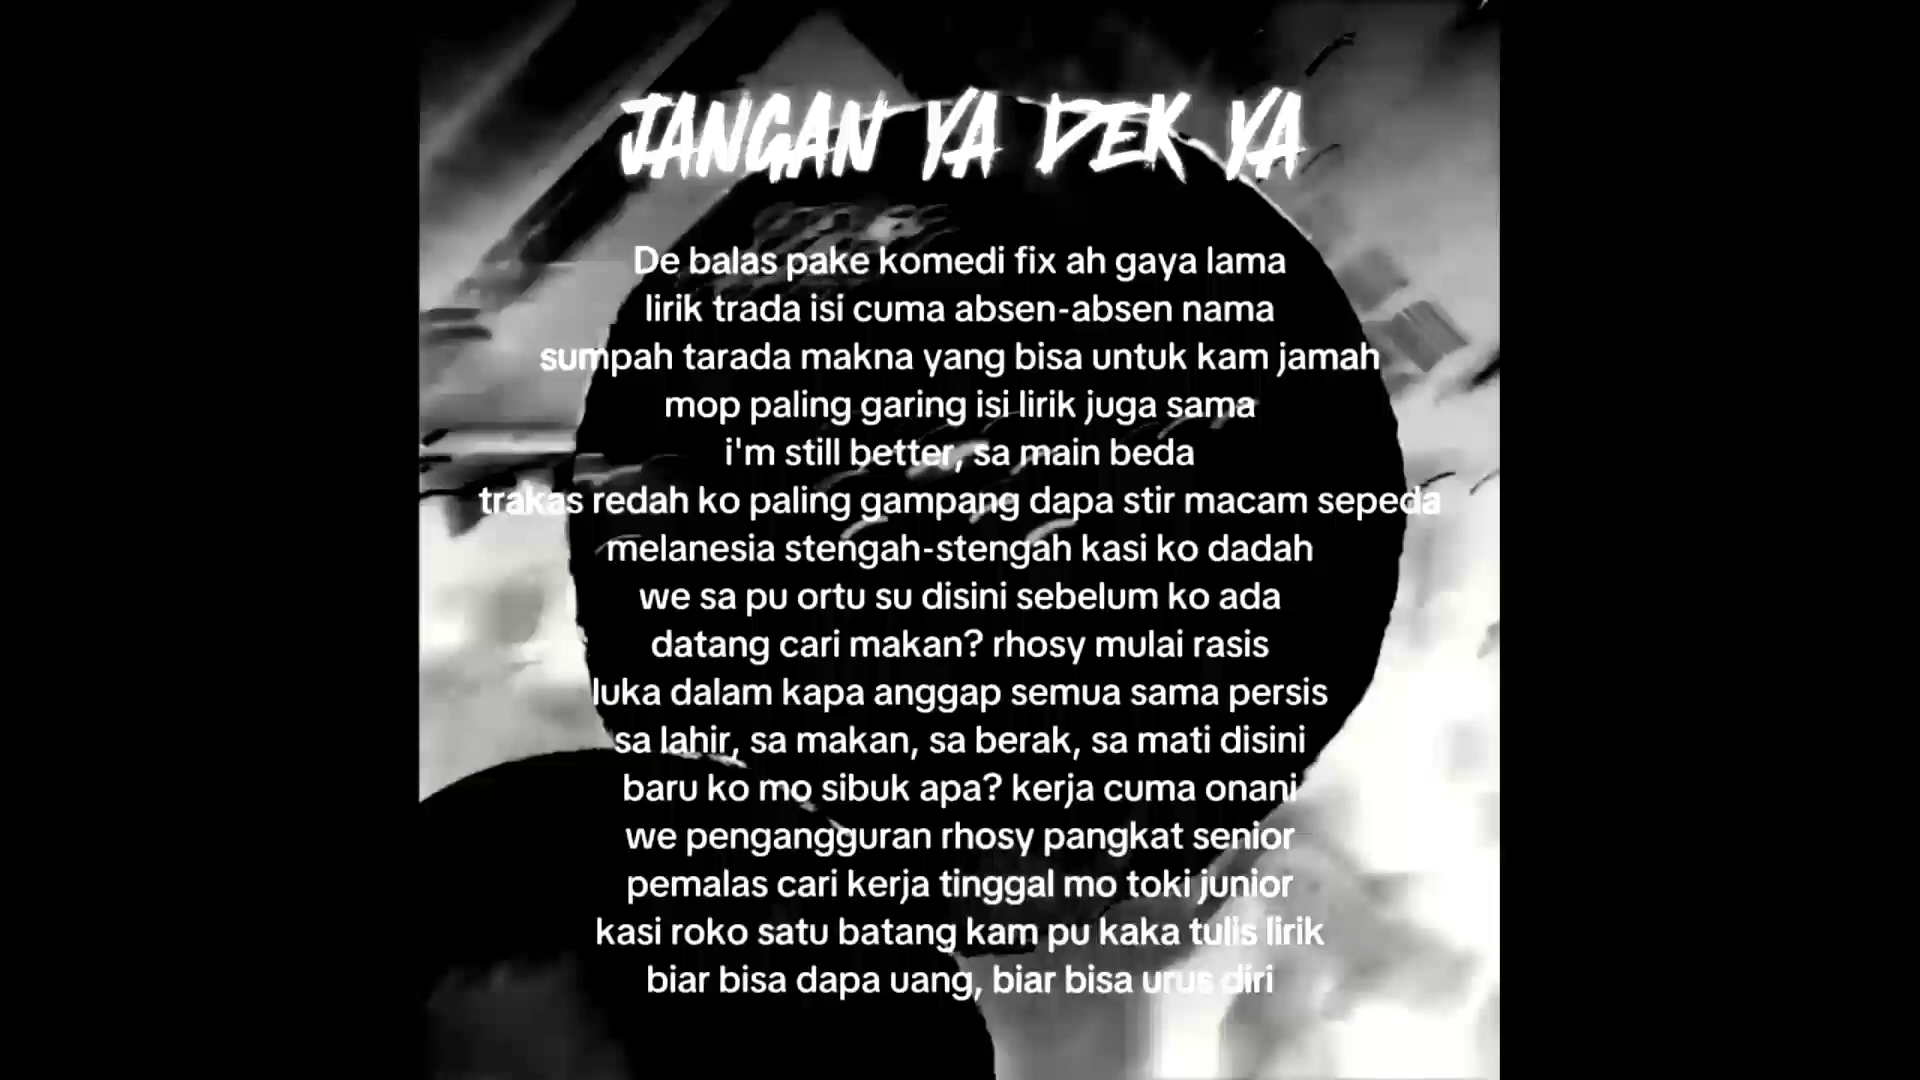 JANGAN YA DEK YA
De balas pake komedi fix ah gaya lama
lirik trada isi cuma absen-absen nama
sumpah tarada makna yang bisa untuk kam jamah
mop paling garing isi lirik juga sama
i'm still better, sa main beda
trakas redah ko paling gampang dapa stir macam sepeda
melanesia stengah-stengah kasi ko dadah
we sa pu ortu su disini sebelum ko ada
datang cari makan? rhosy mulai rasis
luka dalam kapa anggap semua sama persis
sa lahir, sa makan, sa berak, sa mati disini
baru ko mo sibuk apa? kerja cuma onani
we pengangguran rhosy pangkat senior
pemalas cari kerja tinggal mo toki junior
kasi roko satu batang kam pu kaka tulis lirik
biar bisa dapa uang, biar bisa urus diri